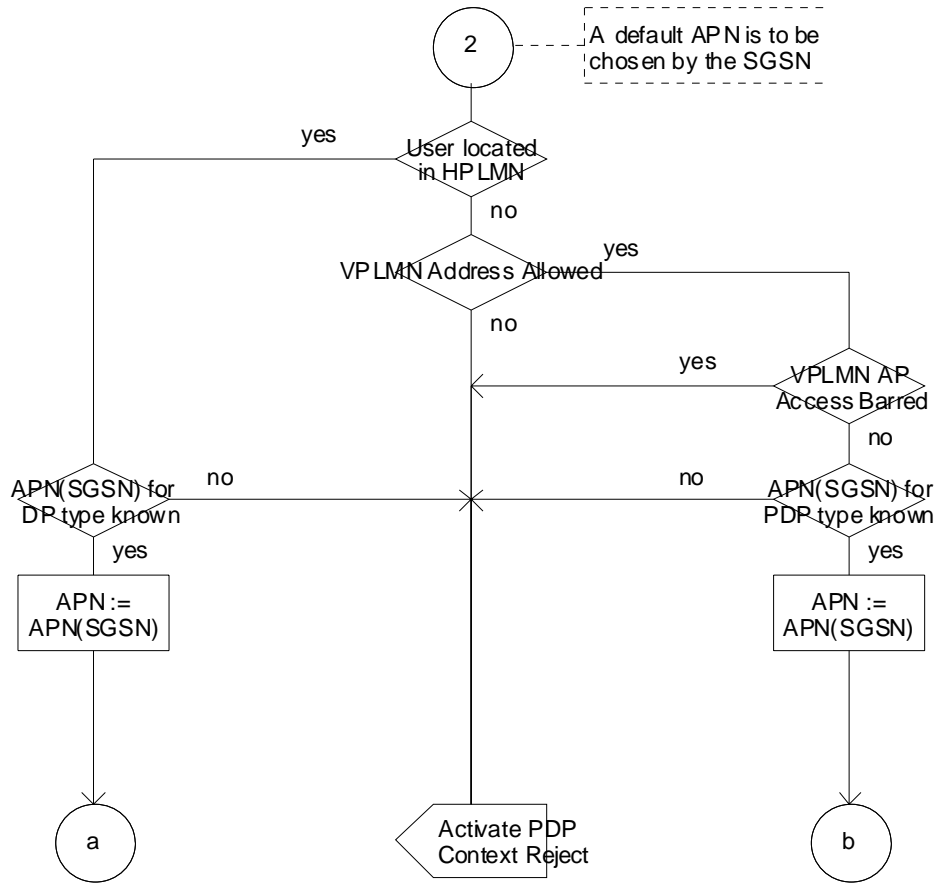 2
A default APN is to be
chosen by the SGSN
yes
User located
in HPLMN
no
VPLMN Address Allowed
yes
no
yes
VPLMN AP
Access Barred
no
APN(SGSN) for
DP type known
no
no
APN(SGSN) for
PDP type known
yes
yes
APN :=
APN(SGSN)
APN :=
APN(SGSN)
a
Activate PDP
Context Reject
b